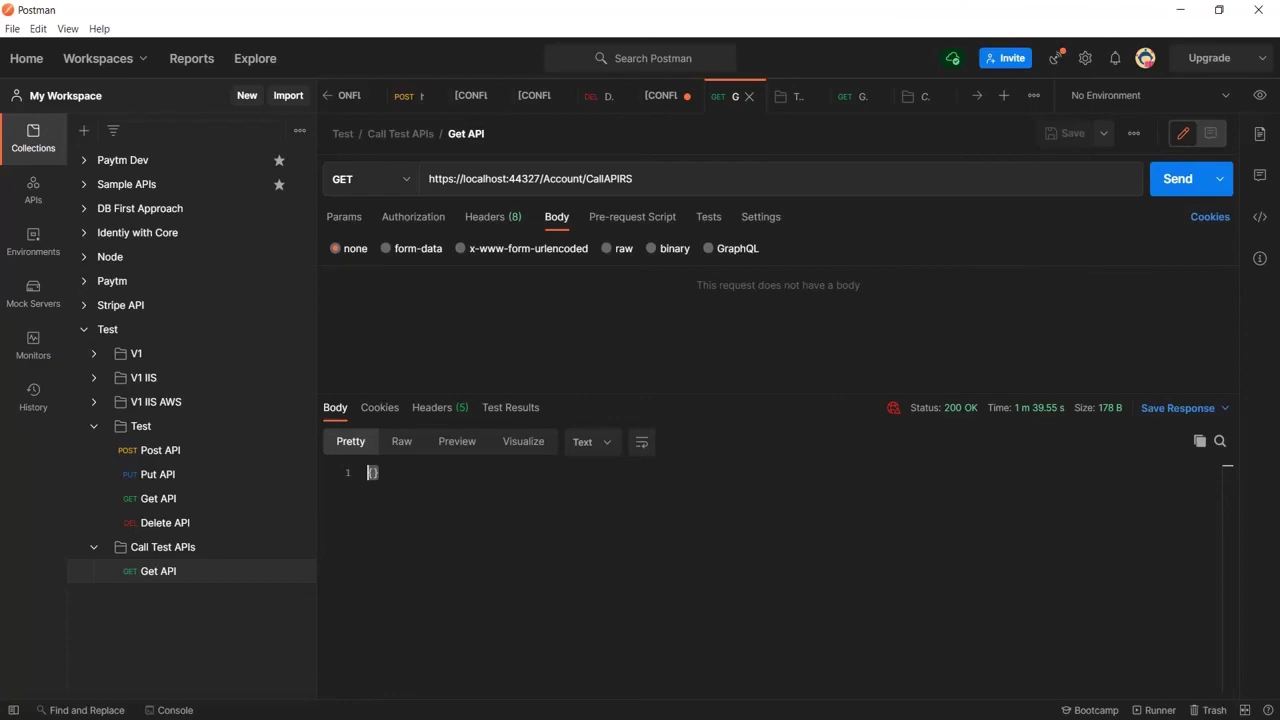 Postman
File Edit View Help
Home Workspaces Reports Explore Search Postman Invite Upgrade
My Workspace New Import ONFL POST [CONFL [CONFL DEL D. [CONFL GET G T.. GET G. C. No Environment
Collections
APIs
Environments
Mock Servers
Monitors
History
Paytm Dev
Sample APIs
DB First Approach
Identiy with Core
Node
Paytm
Stripe API
Test
V1
V1 IIS
V1 IIS AWS
Test
POST Post API
PUT Put API
GET Get API
DEL Delete API
Call Test APIs
GET Get API
Test / Call Test APIs / Get API Save
GET https://localhost:44327/Account/CallAPIRS Send
Params Authorization Headers (8) Body Pre-request Script Tests Settings Cookies
none form-data x-www-form-urlencoded raw binary GraphQL
This request does not have a body
Body Cookies Headers (5) Test Results Status: 200 OK Time: 1 m 39.55 s Size: 178 B Save Response
Pretty Raw Preview Visualize Text
1 {}
Find and Replace Console Bootcamp Runner Trash